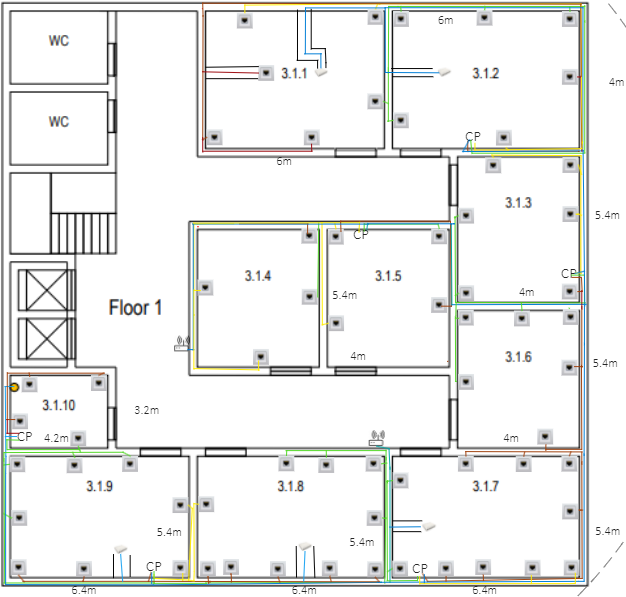 6m
WC
3.1.1
3.1.2
4m
WC
CP
6m
3.1.3
5.4m
CP
3.1.4
3.1.5
CP
4m
5.4m
Floor 1
4m
3.1.6
5.4m
3.1.10
3.2m
CP
4.2m
4m
3.1.9
3.1.8
3.1.7
5.4m
5.4m
5.4m
CP
CP
6.4m
6.4m
6.4m